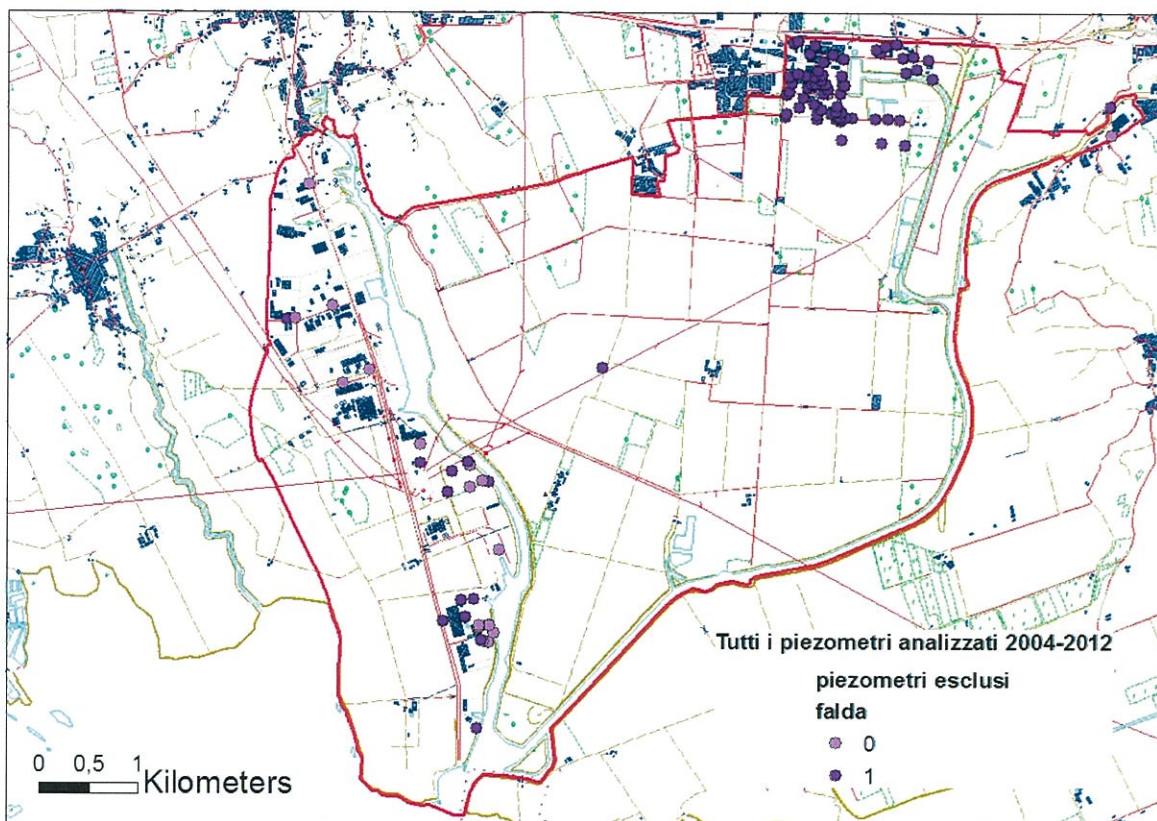 Tutti i piezometri analizzati 2004-2012
piezometri esclusi
falda
0
1
0 0,5 1
Kilometers